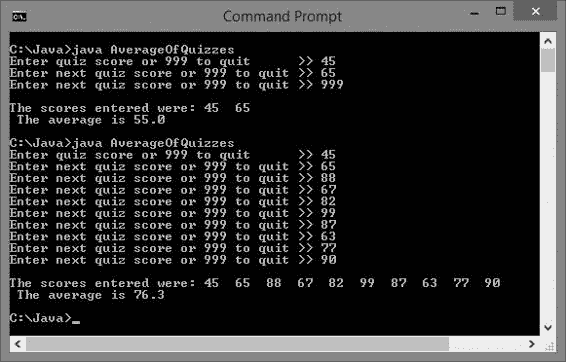 Command Prompt
C:\Java>java AverageOfQuizzes
Enter quiz score or 999 to quit      >> 45
Enter next quiz score or 999 to quit >> 65
Enter next quiz score or 999 to quit >> 999
The scores entered were: 45  65
 The average is 55.0
C:\Java>java AverageOfQuizzes
Enter quiz score or 999 to quit      >> 45
Enter next quiz score or 999 to quit >> 65
Enter next quiz score or 999 to quit >> 88
Enter next quiz score or 999 to quit >> 67
Enter next quiz score or 999 to quit >> 82
Enter next quiz score or 999 to quit >> 99
Enter next quiz score or 999 to quit >> 87
Enter next quiz score or 999 to quit >> 63
Enter next quiz score or 999 to quit >> 77
Enter next quiz score or 999 to quit >> 90
The scores entered were: 45  65  88  67  82  99  87  63  77  90
 The average is 76.3
C:\Java>_